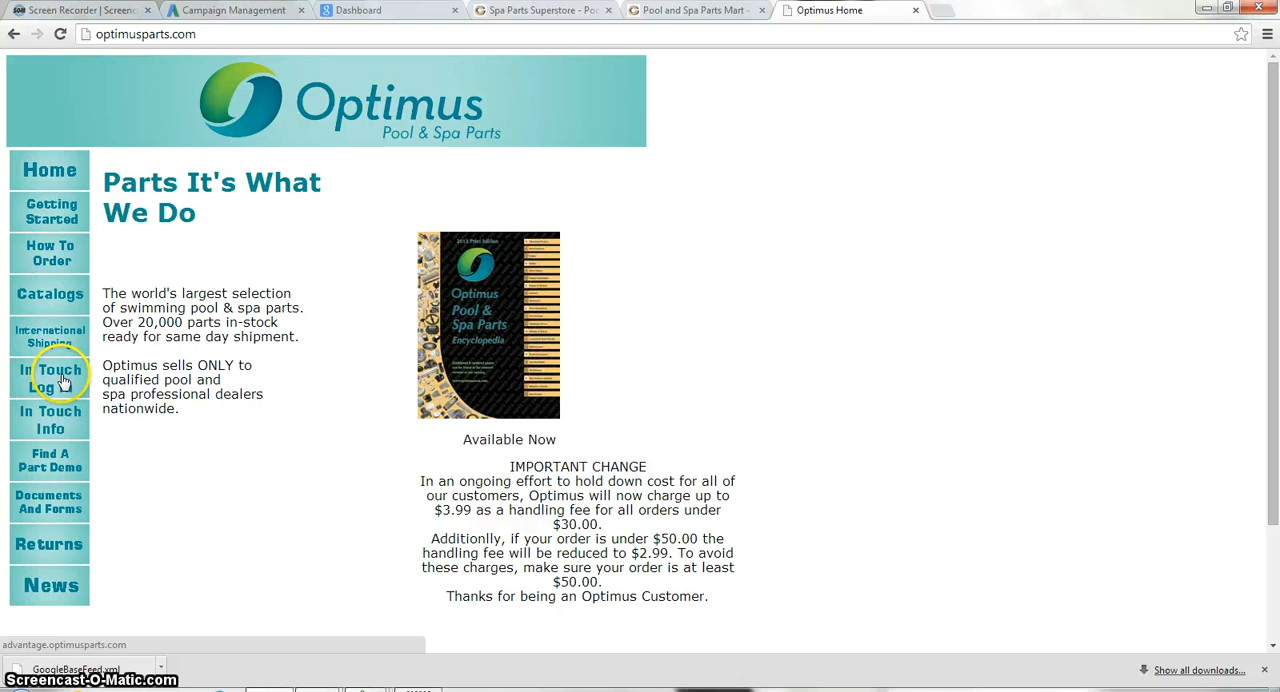 Screen Recorder | Screenc
Campaign Management
Dashboard
Spa Parts Superstore - Poo
Pool and Spa Parts Mart -
Optimus Home
optimusparts.com
Optimus
Pool & Spa Parts
Home
Getting
Started
How To
Order
Catalogs
International
Shipping
In Touch
Log
In Touch
Info
Find A
Part Demo
Documents
And Forms
Returns
News
Parts It's What
We Do
The world's largest selection
of swimming pool & spa parts.
Over 20,000 parts in-stock
ready for same day shipment.
Optimus sells ONLY to
qualified pool and
spa professional dealers
nationwide.
2013 Print Edition
Optimus
Pool &
Spa Parts
Encyclopedia
Available Now
IMPORTANT CHANGE
In an ongoing effort to hold down cost for all of
our customers, Optimus will now charge up to
$3.99 as a handling fee for all orders under
$30.00.
Additionlly, if your order is under $50.00 the
handling fee will be reduced to $2.99. To avoid
these charges, make sure your order is at least
$50.00.
Thanks for being an Optimus Customer.
advantage.optimusparts.com
GoogleBaseFeed.xml
Show all downloads...
Screencast-O-Matic.com